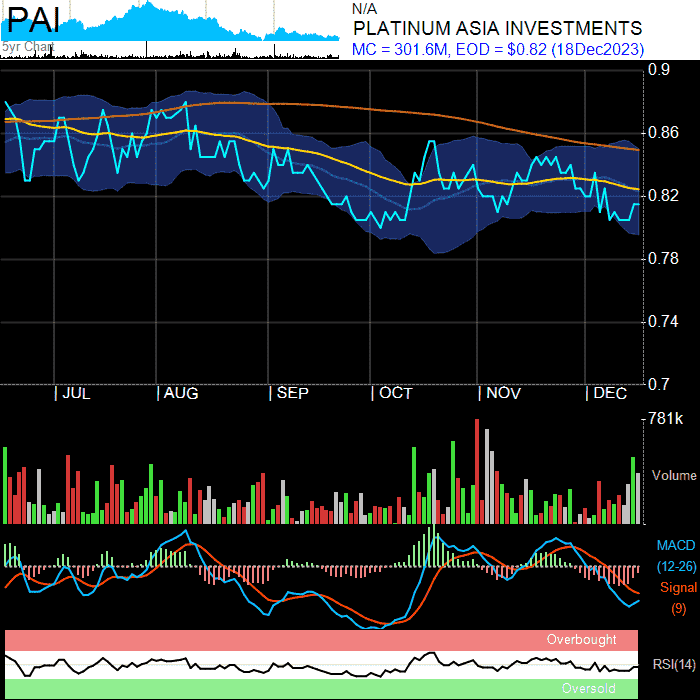 PAI
5yr Chart
N/A
PLATINUM ASIA INVESTMENTS
MC = 301.6M, EOD = $0.82 (18Dec2023)
0.9
0.86
0.82
0.78
0.74
0.7
| JUL | AUG | SEP | OCT | NOV | DEC
781k
Volume
MACD
(12-26)
Signal
(9)
Overbought
RSI(14)
Oversold